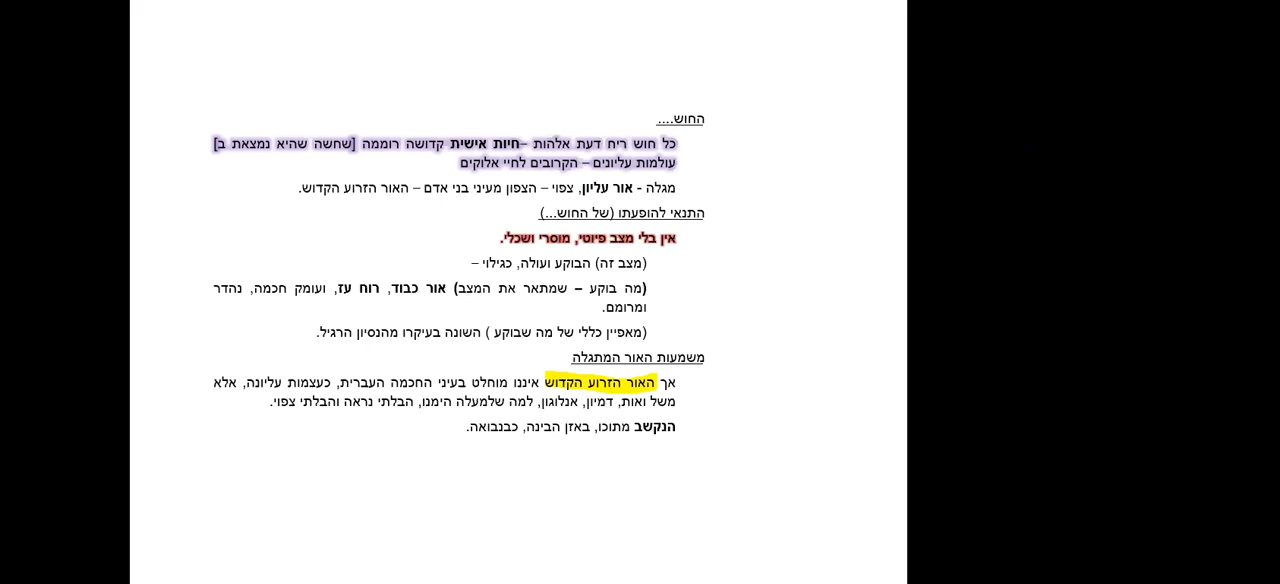 החוש....
כל חוש ריח דעת אלהות –חיות אישית קדושה רוממה [שחשה שהיא נמצאת ב]
עולמות עליונים – הקרובים לחיי אלוקים
מגלה - אור עליון, צפוי – הצפון מעיני בני אדם – האור הזרוע הקדוש.
התנאי להופעתו (של החוש...)
אין בלי מצב פיוטי, מוסרי ושכלי.
(מצב זה) הבוקע ועולה, כגילוי –
(מה בוקע – שמתאר את המצב) אור כבוד, רוח עז, ועומק חכמה, נהדר
ומרומם.
(מאפיין כללי של מה שבוקע ) השונה בעיקרו מהנסיון הרגיל.
משמעות האור המתגלה
אך האור הזרוע הקדוש איננו מוחלט בעיני החכמה העברית, כעצמות עליונה, אלא
משל ואות, דמיון, אנלוגון, למה שלמעלה הימנו, הבלתי נראה והבלתי צפוי.
הנקשב מתוכו, באזן הבינה, כבנבואה.